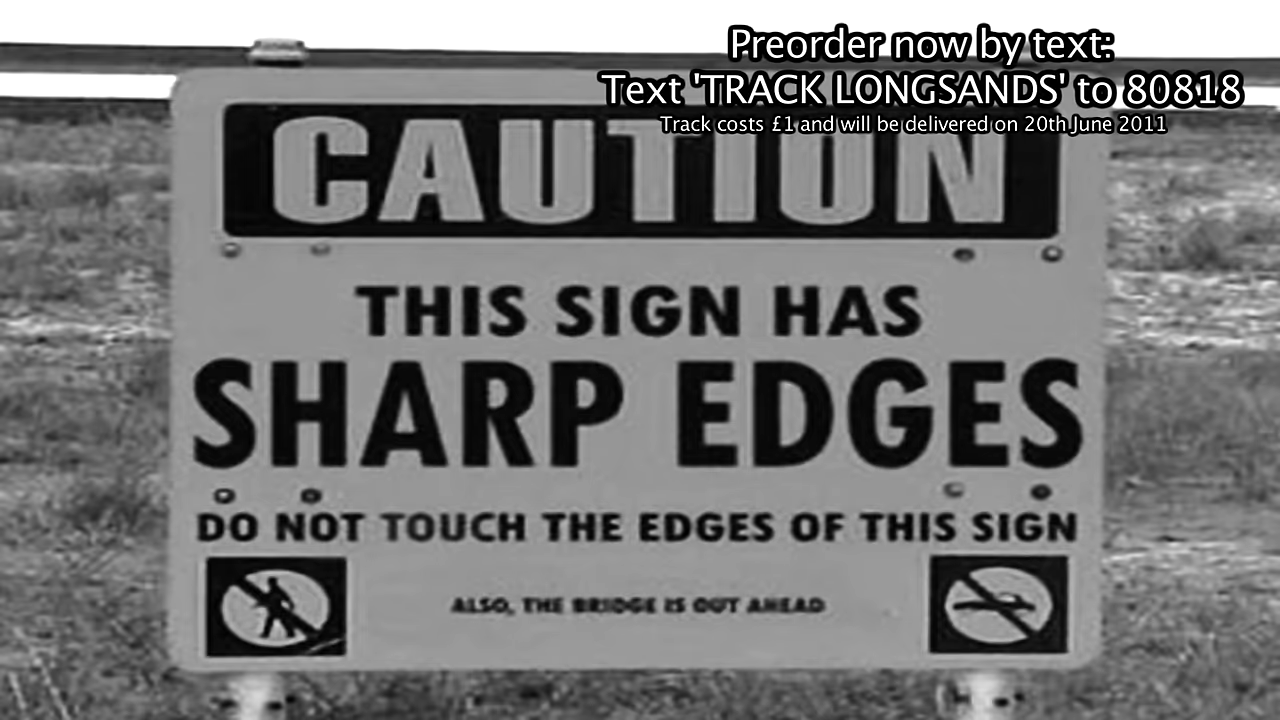 Preorder now by text:
Text 'TRACK LONGSANDS' to 80818
Track costs £1 and will be delivered on 20th June 2011
CAUTION
THIS SIGN HAS
SHARP EDGES
DO NOT TOUCH THE EDGES OF THIS SIGN
ALSO, THE BRIDGE IS OUT AHEAD